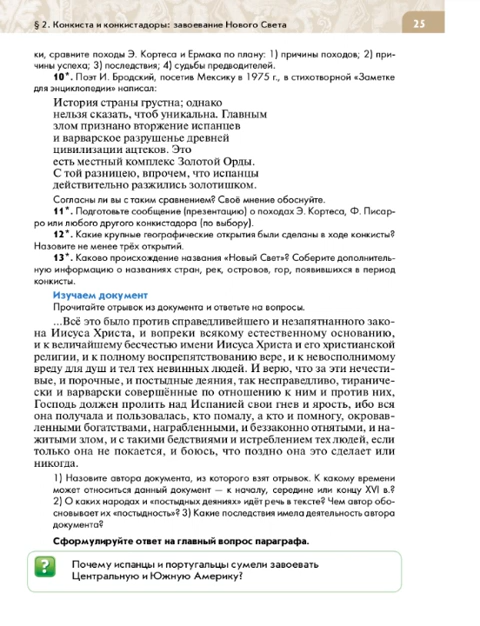 § 2. Конкиста и конкистадоры: завоевание Нового Света
25
ки, сравните походы Э. Кортеса и Ермака по плану: 1) причины походов; 2) при-
чины успеха; 3) последствия; 4) судьбы предводителей.
10*. Поэт И. Бродский, посетив Мексику в 1975 г., в стихотворной «Заметке
для энциклопедии» написал:
История страны грустна; однако
нельзя сказать, чтоб уникальна. Главным
злом признано вторжение испанцев
и варварское разрушенье древней
цивилизации ацтеков. Это
есть местный комплекс Золотой Орды.
С той разницею, впрочем, что испанцы
действительно разжились золотишком.
Согласны ли вы с таким сравнением? Своё мнение обоснуйте.
11*. Подготовьте сообщение (презентацию) о походах Э. Кортеса, Ф. Писар-
ро или любого другого конкистадора (по выбору).
12*. Какие крупные географические открытия были сделаны в ходе конкисты?
Назовите не менее трёх открытий.
13*. Каково происхождение названия «Новый Свет»? Соберите дополнитель-
ную информацию о названиях стран, рек, островов, гор, появившихся в период
конкисты.
Изучаем документ
Прочитайте отрывок из документа и ответьте на вопросы.
...Всё это было против справедливейшего и незапятнанного зако-
на Иисуса Христа, и вопреки всякому естественному основанию,
и к величайшему бесчестью имени Иисуса Христа и его христианской
религии, и к полному воспрепятствованию вере, и к невосполнимому
вреду для душ и тел тех невинных людей. И верю, что за эти нечести-
вые, и порочные, и постыдные деяния, так несправедливо, тираниче-
ски и варварски совершённые по отношению к ним и против них,
Господь должен пролить над Испанией свои гнев и ярость, ибо вся
она получала и пользовалась, кто помалу, а кто и помногу, окровав-
ленными богатствами, награбленными, и беззаконно отнятыми, и на-
житыми злом, и с такими бедствиями и истреблением тех людей, если
только она не покается, и боюсь, что поздно она это сделает или
никогда.
1) Назовите автора документа, из которого взят отрывок. К какому времени
может относиться данный документ — к началу, середине или концу XVI в.?
2) О каких народах и «постыдных деяниях» идёт речь в тексте? Чем автор обо-
сновывает их «постыдность»? 3) Какие последствия имела деятельность автора
документа?
Сформулируйте ответ на главный вопрос параграфа.
?
Почему испанцы и португальцы сумели завоевать
Центральную и Южную Америку?